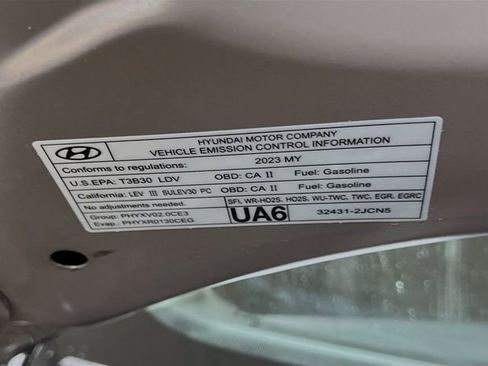 HYUNDAI MOTOR COMPANY
VEHICLE EMISSION CONTROL INFORMATION
Conforms to regulations: 2023 MY
U.S.EPA: T3B30 LDV OBD: CA II Fuel: Gasoline
California: LEV III SULEV30 PC OBD: CA II Fuel: Gasoline
No adjustments needed. SFI, WR-HO2S, HO2S, WU-TWC, TWC, EGR, EGRC
Group: PHYXV02.0CE3 UA6 32431-2JCN5
Evap: PHYXR0130CEG